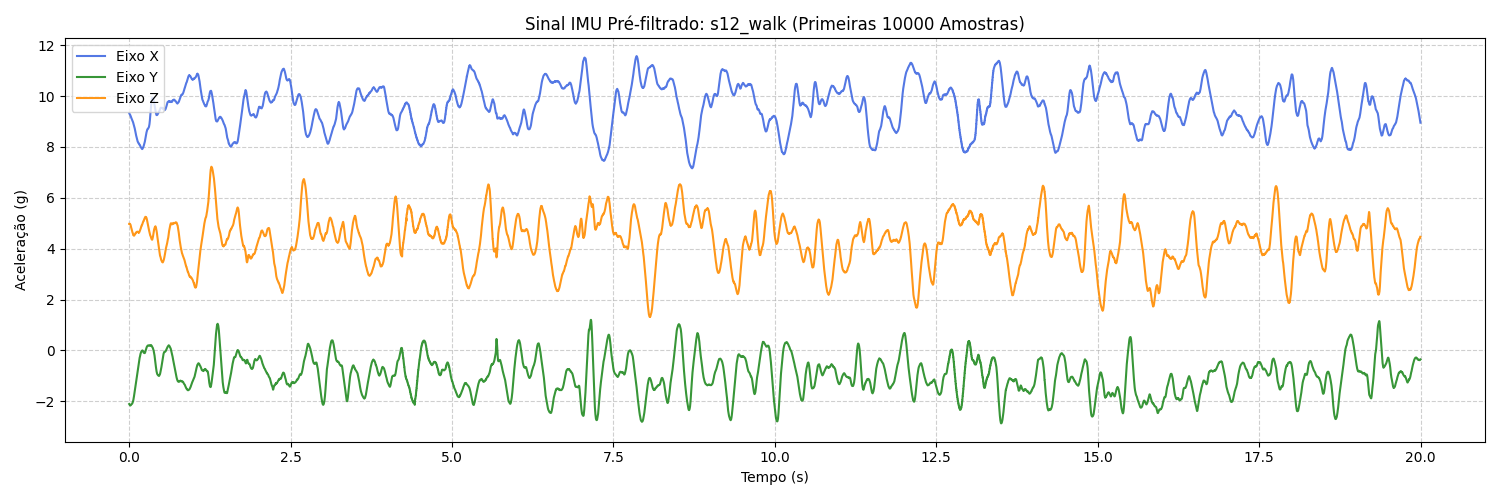 Sinal IMU Pré-filtrado: s12_walk (Primeiras 10000 Amostras)
Eixo X
Eixo Y
Eixo Z
Aceleração (g)
12
10
8
6
4
2
0
−2
0.0 2.5 5.0 7.5 10.0 12.5 15.0 17.5 20.0
Tempo (s)